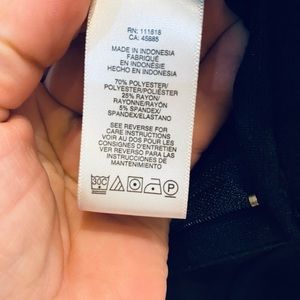 RN: 111818
CA: 45885
MADE IN INDONESIA
FABRIQUÉ
EN INDONÉSIE
HECHO EN INDONESIA
70% POLYESTER/
POLYESTER/POLIÉSTER
25% RAYON/
RAYONNE/RAYÓN
5% SPANDEX/
SPANDEX/ELASTANO
SEE REVERSE FOR
CARE INSTRUCTIONS
VOIR AU DOS POUR LES
CONSIGNES D'ENTRETIEN
VER REVERSO PARA LAS
INSTRUCCIONES DE
MANTENIMIENTO
30C P